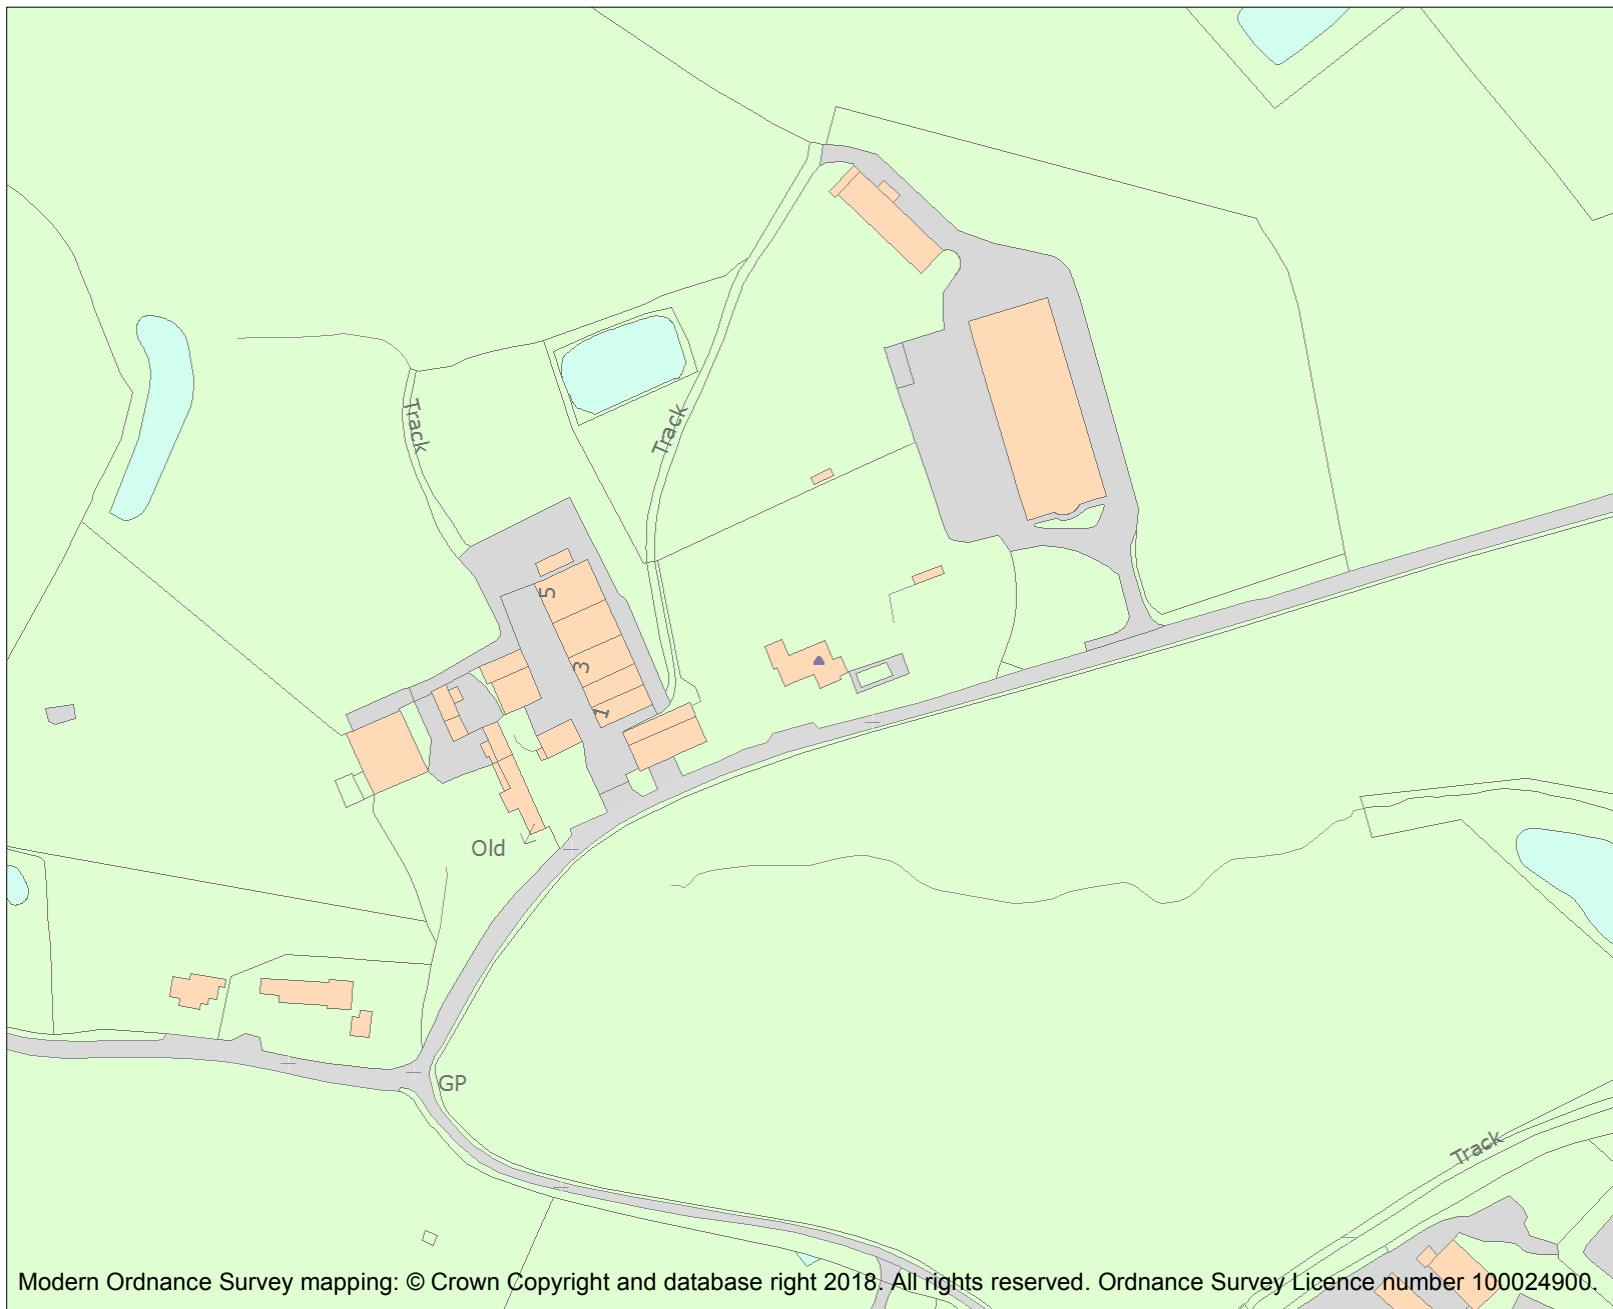 Track
Track
5
3
1
Old
GP
Track
Modern Ordnance Survey mapping: © Crown Copyright and database right 2018. All rights reserved. Ordnance Survey Licence number 100024900.